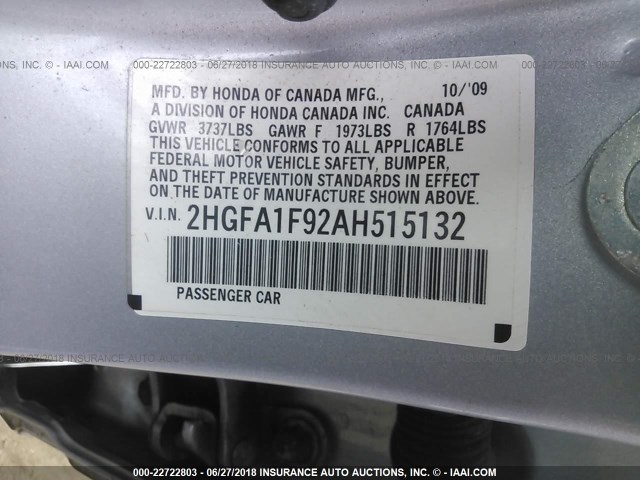 000-22722803 - 06/27/2018 INSURANCE AUTO AUCTIONS, INC. - © - IAAI.COM
MFD. BY HONDA OF CANADA MFG., 10/'09
A DIVISION OF HONDA CANADA INC. CANADA
GVWR 3737LBS GAWR F 1973LBS R 1764LBS
THIS VEHICLE CONFORMS TO ALL APPLICABLE
FEDERAL MOTOR VEHICLE SAFETY, BUMPER,
AND THEFT PREVENTION STANDARDS IN EFFECT
ON THE DATE OF MANUFACTURE SHOWN ABOVE.
V.I.N. 2HGFA1F92AH515132
PASSENGER CAR
000-22722803 - 06/27/2018 INSURANCE AUTO AUCTIONS, INC. - © - IAAI.COM